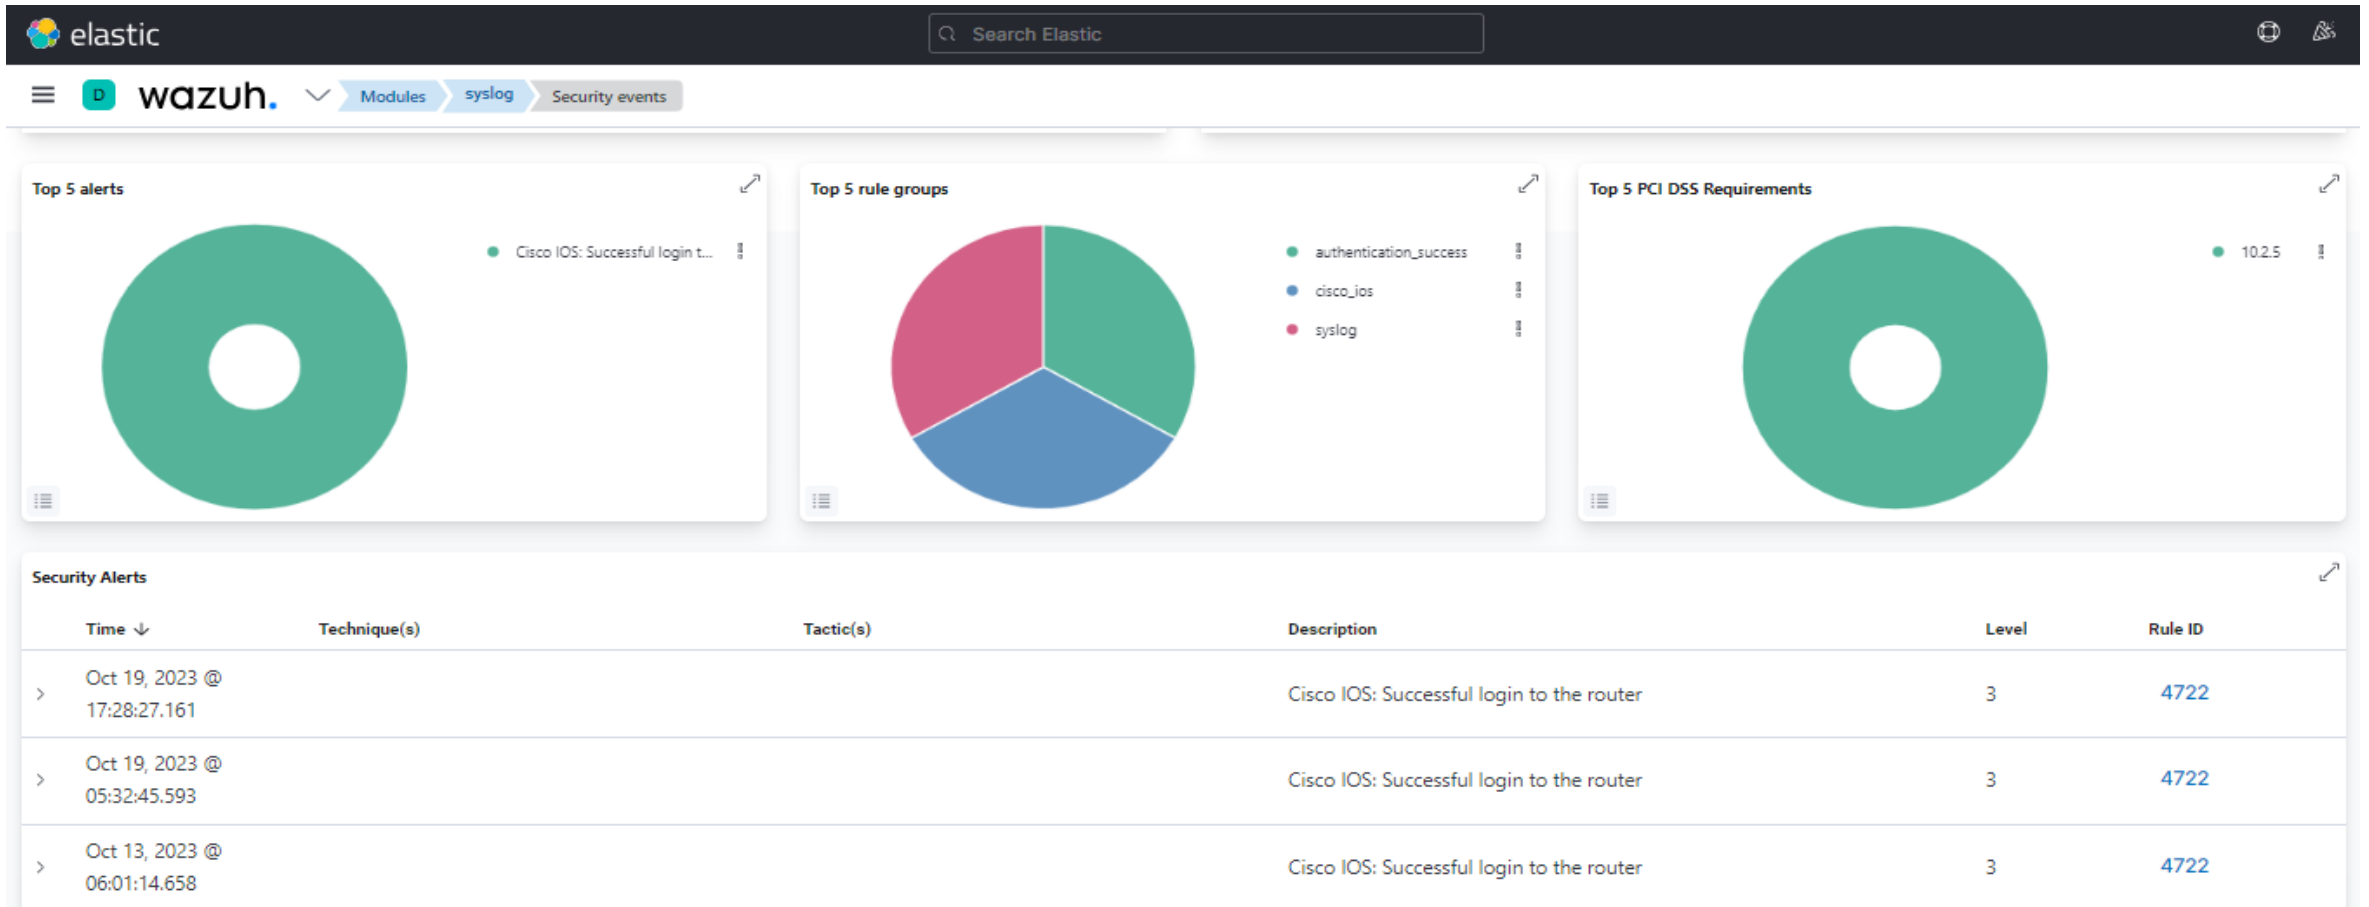 elastic
Search Elastic
D wazuh. Modules syslog Security events
Top 5 alerts
Cisco IOS: Successful login t...
Top 5 rule groups
authentication_success
cisco_ios
syslog
Top 5 PCI DSS Requirements
10.2.5
Security Alerts
Time Technique(s) Tactic(s) Description Level Rule ID
Oct 19, 2023 @
17:28:27.161
Cisco IOS: Successful login to the router 3 4722
Oct 19, 2023 @
05:32:45.593
Cisco IOS: Successful login to the router 3 4722
Oct 13, 2023 @
06:01:14.658
Cisco IOS: Successful login to the router 3 4722